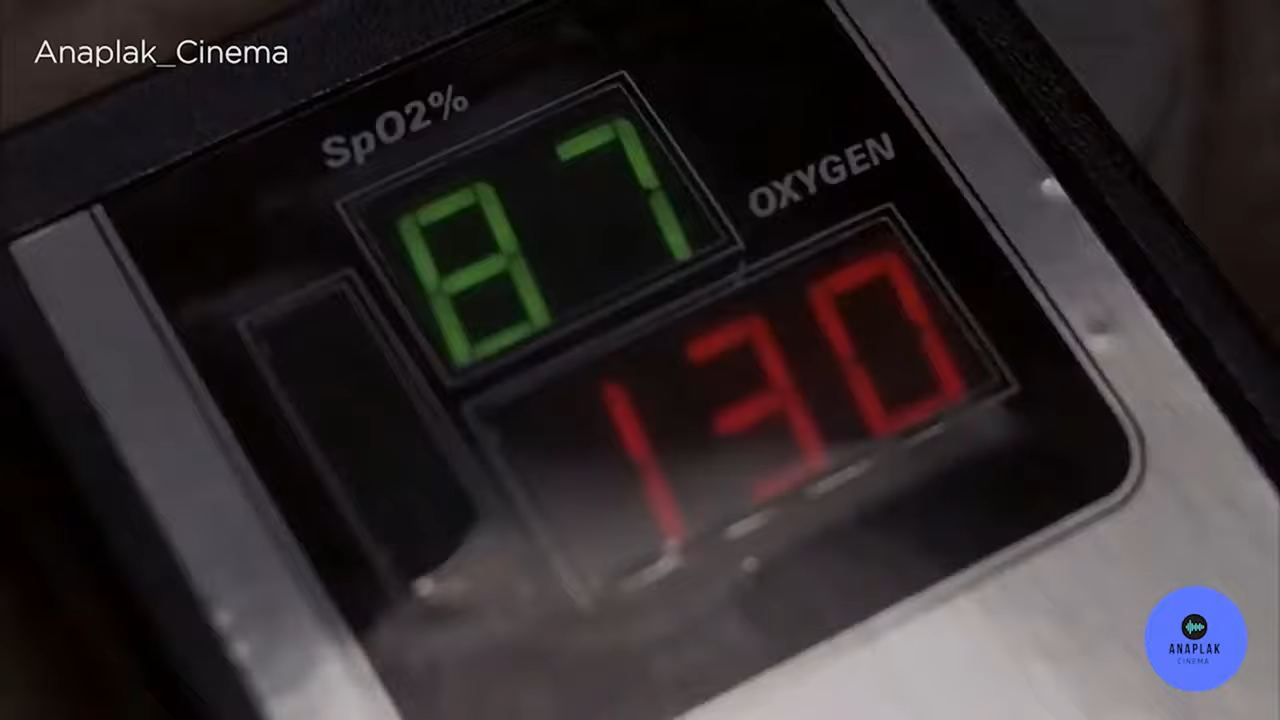 Anaplak_Cinema
SpO2%
87
OXYGEN
130
ANAPLAK
CINEMA